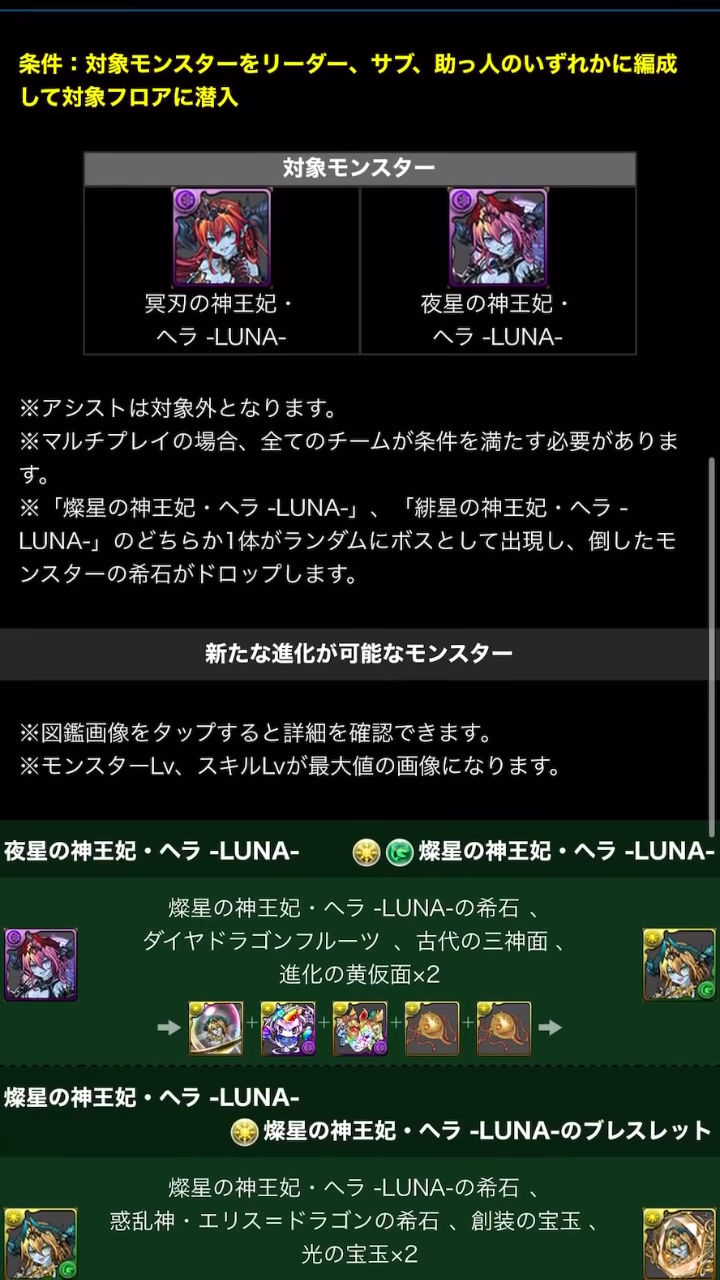 条件：対象モンスターをリーダー、サブ、助っ人のいずれかに編成
して対象フロアに潜入
対象モンスター
冥刃の神王妃・
ヘラ -LUNA-
夜星の神王妃・
ヘラ -LUNA-
※アシストは対象外となります。
※マルチプレイの場合、全てのチームが条件を満たす必要がありま
す。
※「燦星の神王妃・ヘラ -LUNA-」、「緋星の神王妃・ヘラ -
LUNA-」のどちらか1体がランダムにボスとして出現し、倒したモ
ンスターの希石がドロップします。
新たな進化が可能なモンスター
※図鑑画像をタップすると詳細を確認できます。
※モンスターLv、スキルLvが最大値の画像になります。
夜星の神王妃・ヘラ -LUNA-
燦星の神王妃・ヘラ -LUNA-
燦星の神王妃・ヘラ -LUNA-の希石 、
ダイヤドラゴンフルーツ 、古代の三神面 、
進化の黄仮面×2
燦星の神王妃・ヘラ -LUNA-
燦星の神王妃・ヘラ -LUNA-のブレスレット
燦星の神王妃・ヘラ -LUNA-の希石 、
惑乱神・エリス＝ドラゴンの希石 、創装の宝玉 、
光の宝玉×2